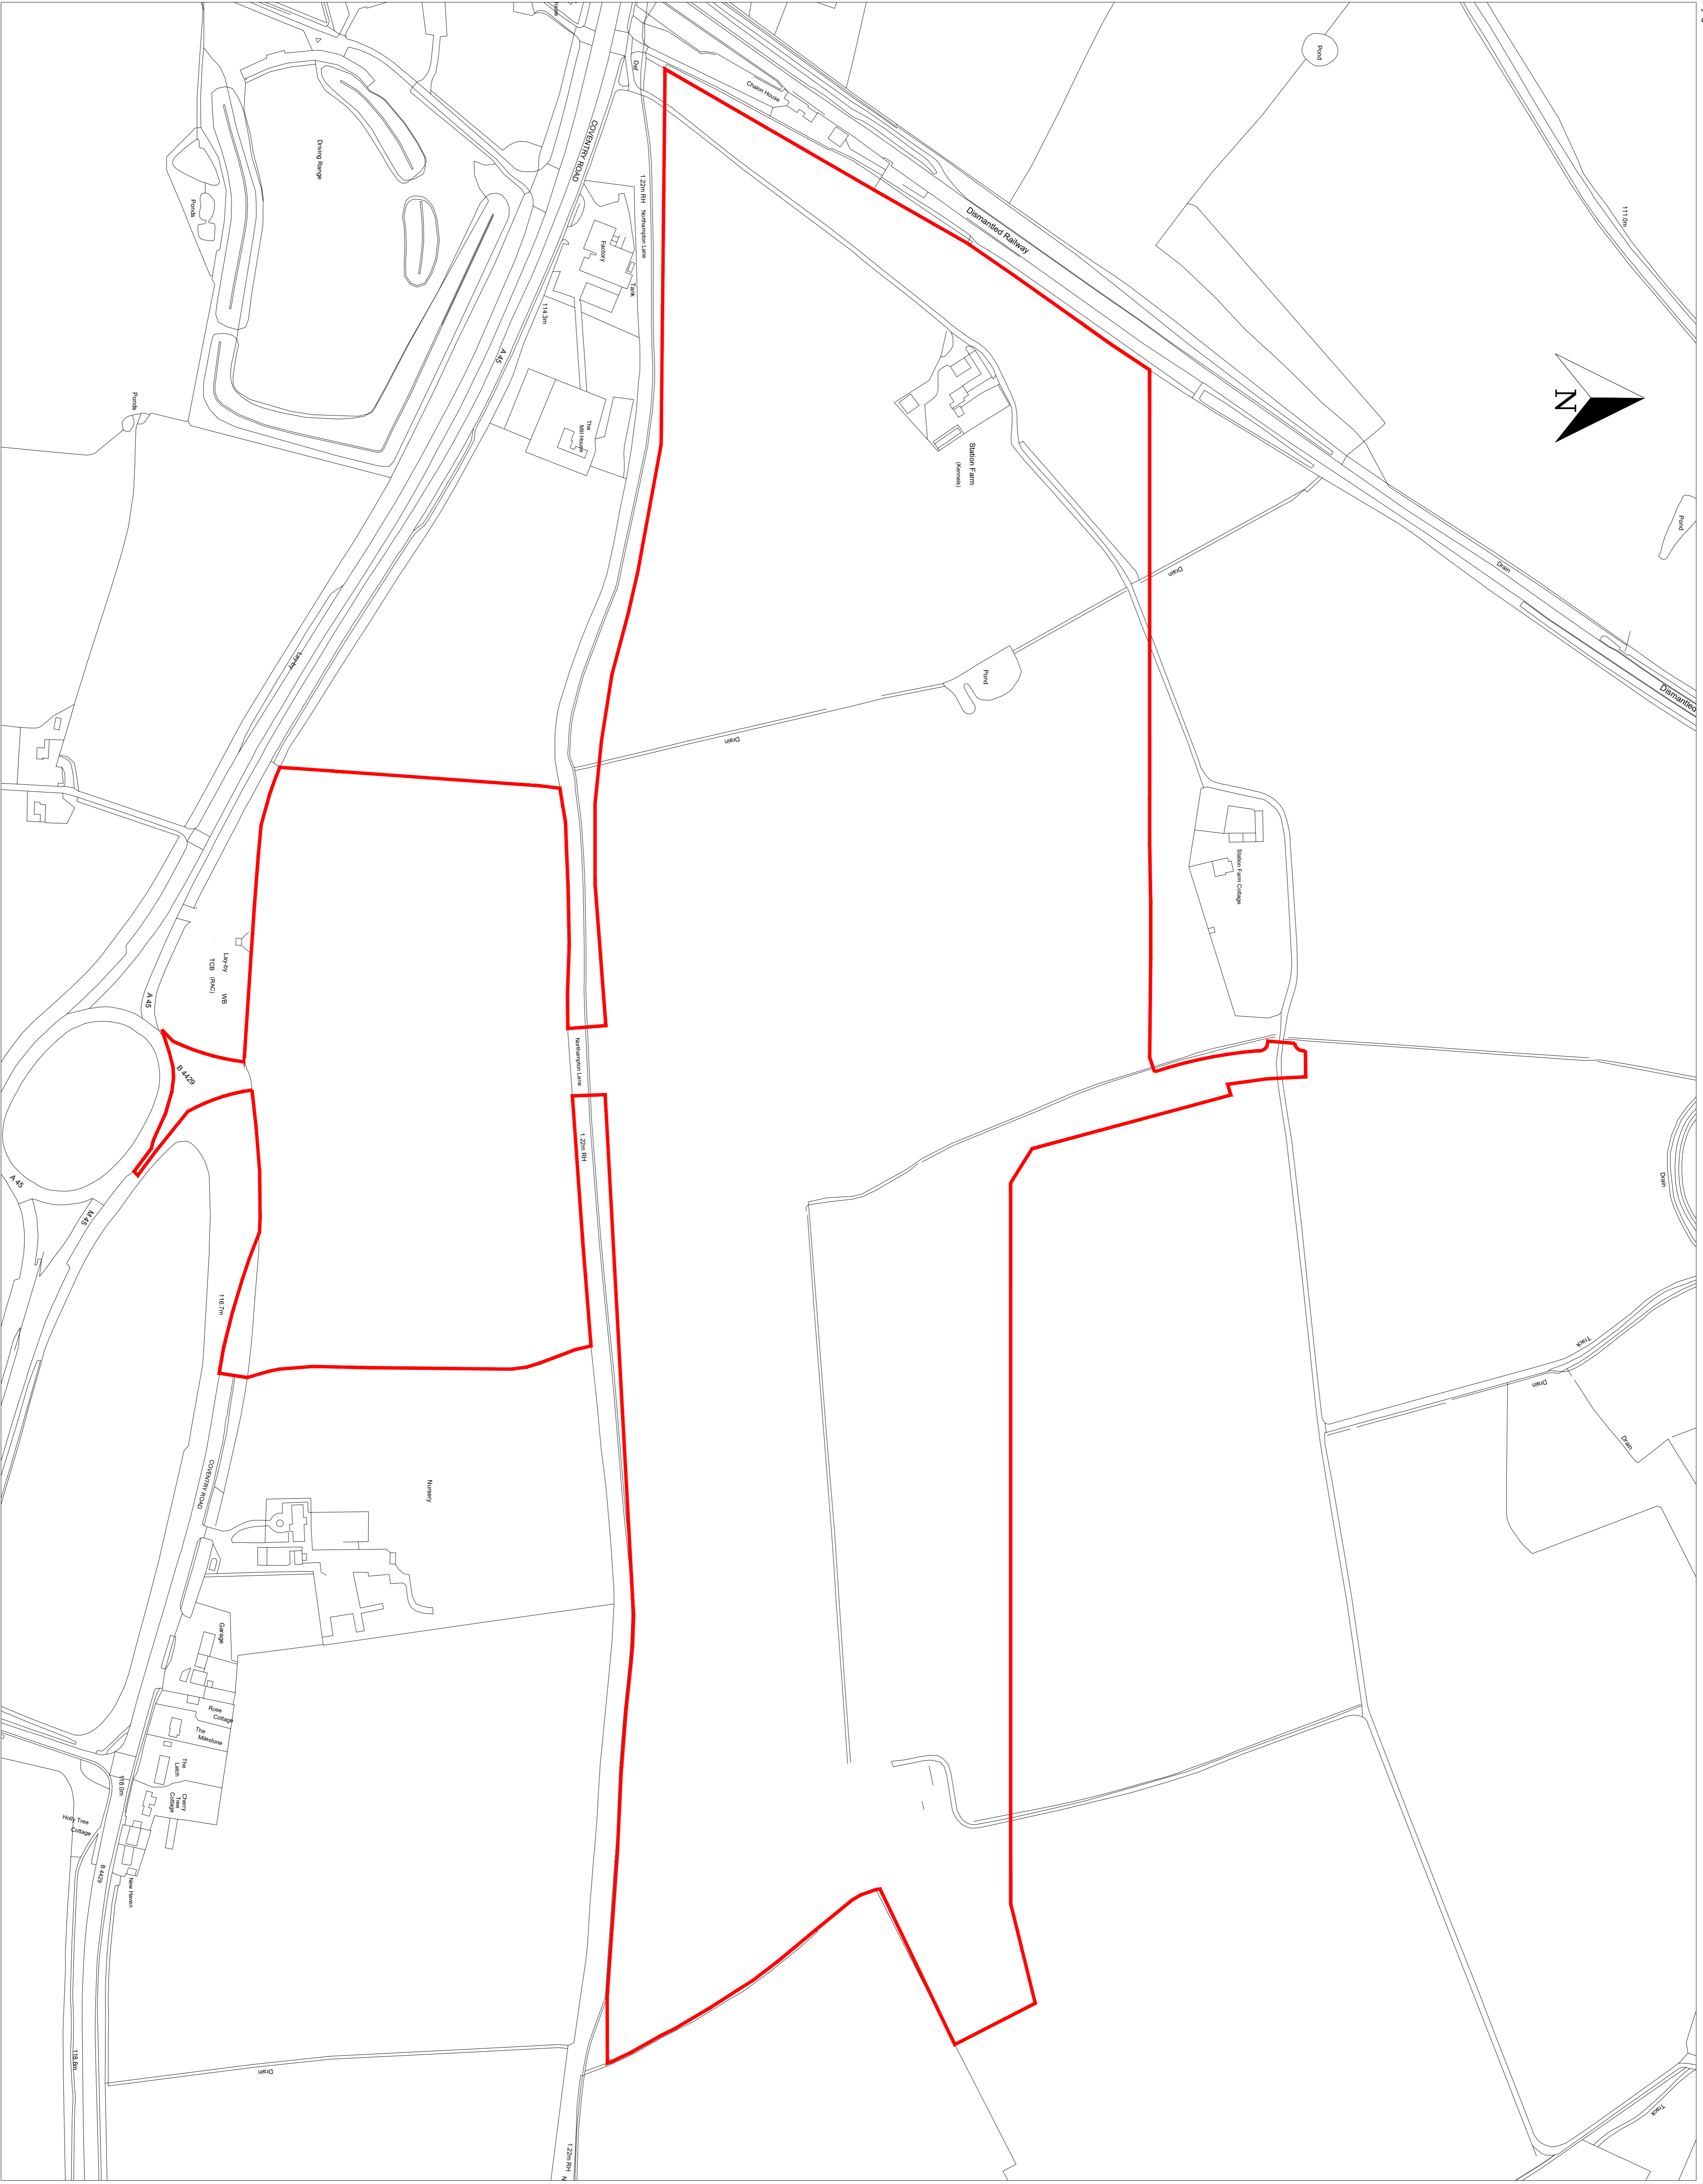 111.0m
Pond
Pond
Dismantled Railway
Drain
Dismantled
N
Chalon House
Def
COVENTRY ROAD
1.22m RH Northampton Lane
Factory
Tank
114.3m
A 45
The
Mill House
Driving Range
Ponds
Ponds
Station Farm
(Kennels)
Drain
Pond
Drain
Lay-by
Station Farm Cottage
Lay-by
WB
TCB (RAC)
A 45
B 4429
Northampton Lane
1.22m RH
A 45
M 45
116.7m
Drain
Track
Drain
Drain
COVENTRY ROAD
Nursery
Garage
Rose
Cottage
The
Milestone
The
Latch
Cherry
Tree
Cottage
118.0m
Holly Tree
Cottage
B 4429
New Haven
118.6m
Drain
1.22m RH N
Track